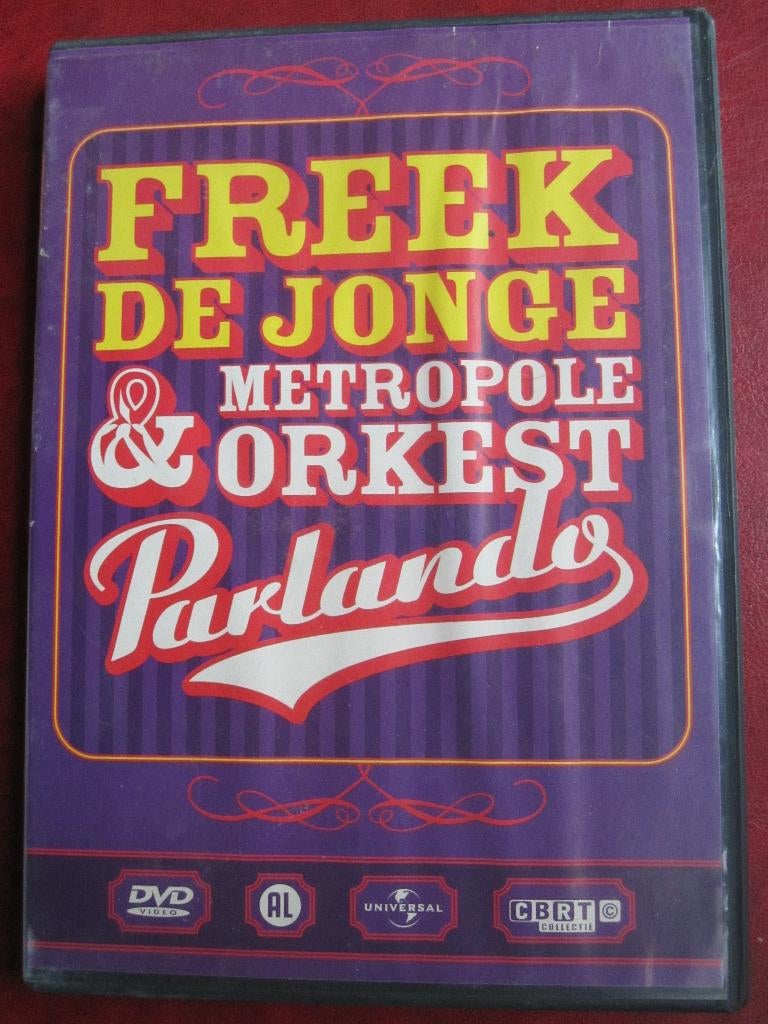 FREEK
DE JONGE
& METROPOLE
ORKEST
Parlando
DVD
VIDEO
AL
UNIVERSAL
CBRT ©
COLLECTIE